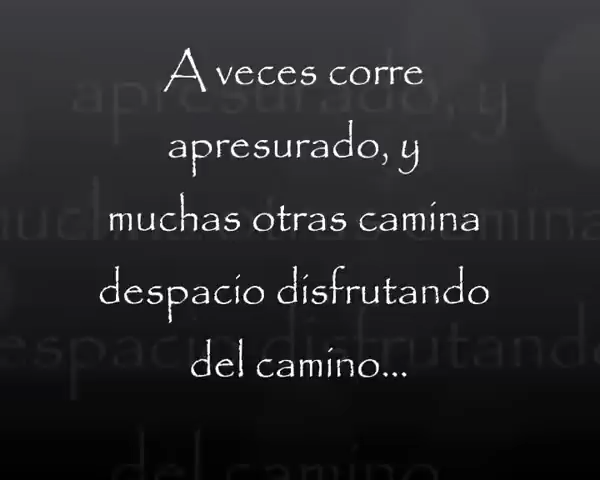 A veces corre
apresurado, y
muchas otras camina
despacio disfrutando
del camino...